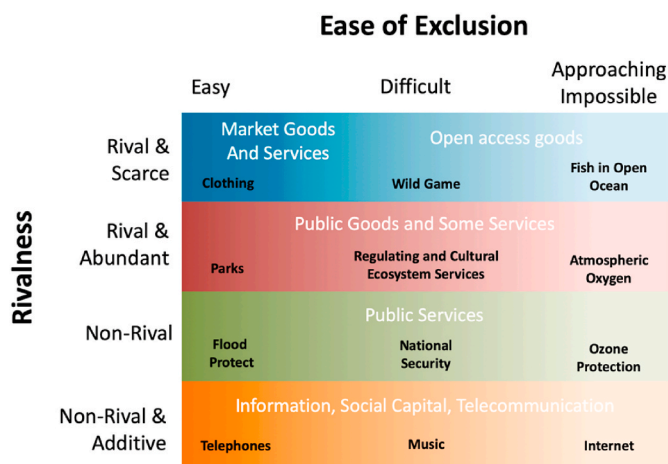 Ease of Exclusion
Easy
Difficult
Approaching
Impossible
Rivalness
Rival &
Scarce
Market Goods
And Services
Open access goods
Clothing
Wild Game
Fish in Open
Ocean
Rival &
Abundant
Public Goods and Some Services
Parks
Regulating and Cultural
Ecosystem Services
Atmospheric
Oxygen
Non-Rival
Public Services
Flood
Protect
National
Security
Ozone
Protection
Non-Rival &
Additive
Information, Social Capital, Telecommunication
Telephones
Music
Internet